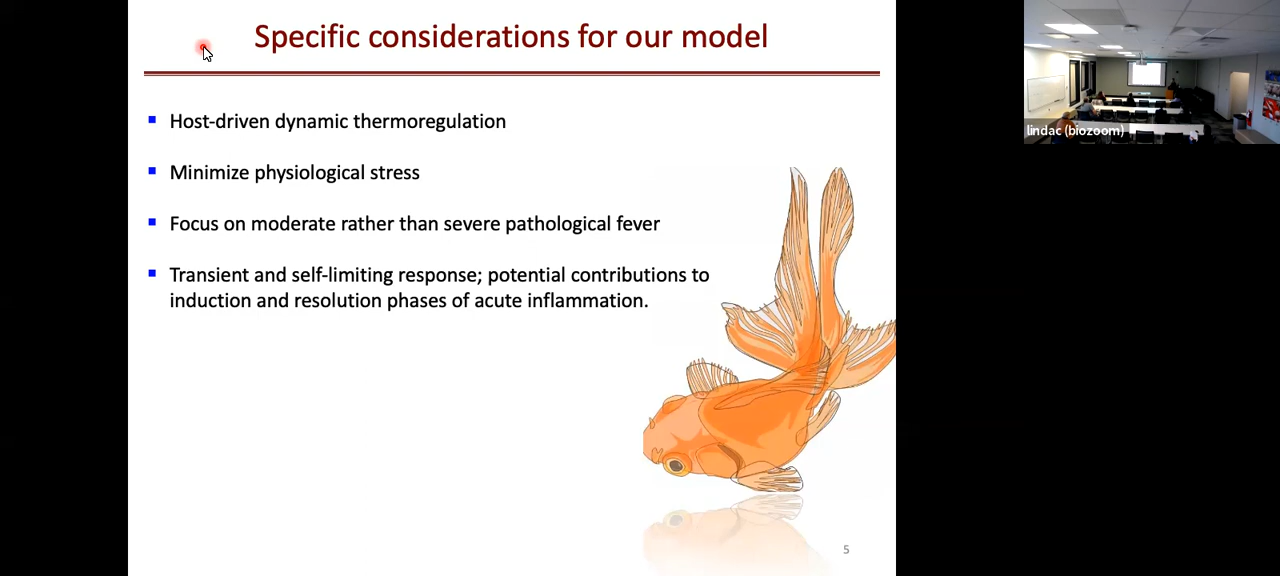 Specific considerations for our model
Host-driven dynamic thermoregulation
Minimize physiological stress
Focus on moderate rather than severe pathological fever
Transient and self-limiting response; potential contributions to
induction and resolution phases of acute inflammation.
5
lindac (biozoom)